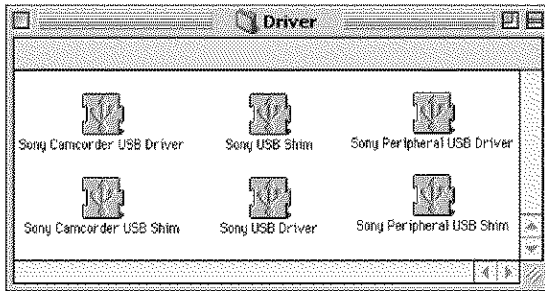 Driver
Sony Camcorder USB Driver
Sony USB Shim
Sony Peripheral USB Driver
Sony Camcorder USB Shim
Sony USB Driver
Sony Peripheral USB Shim